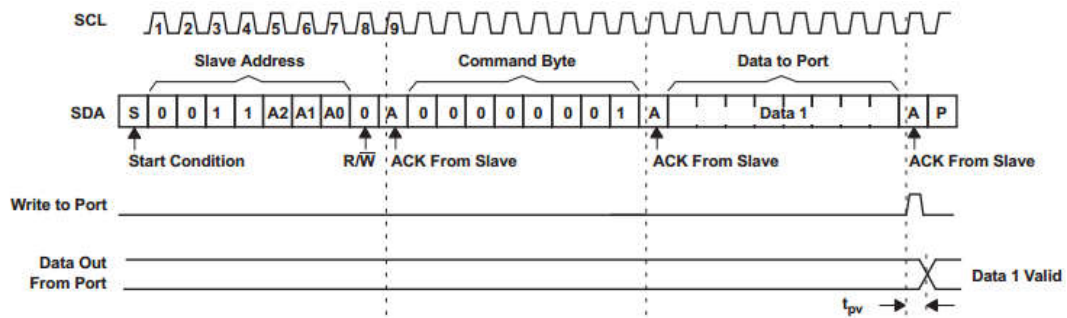 SCL 1 2 3 4 5 6 7 8 9
Slave Address Command Byte Data to Port
SDA S 0 0 1 1 A2 A1 A0 0 A 0 0 0 0 0 0 0 1 A Data 1 A P
Start Condition R/W̅ ACK From Slave ACK From Slave ACK From Slave
Write to Port
Data Out
From Port
Data 1 Valid
tpv